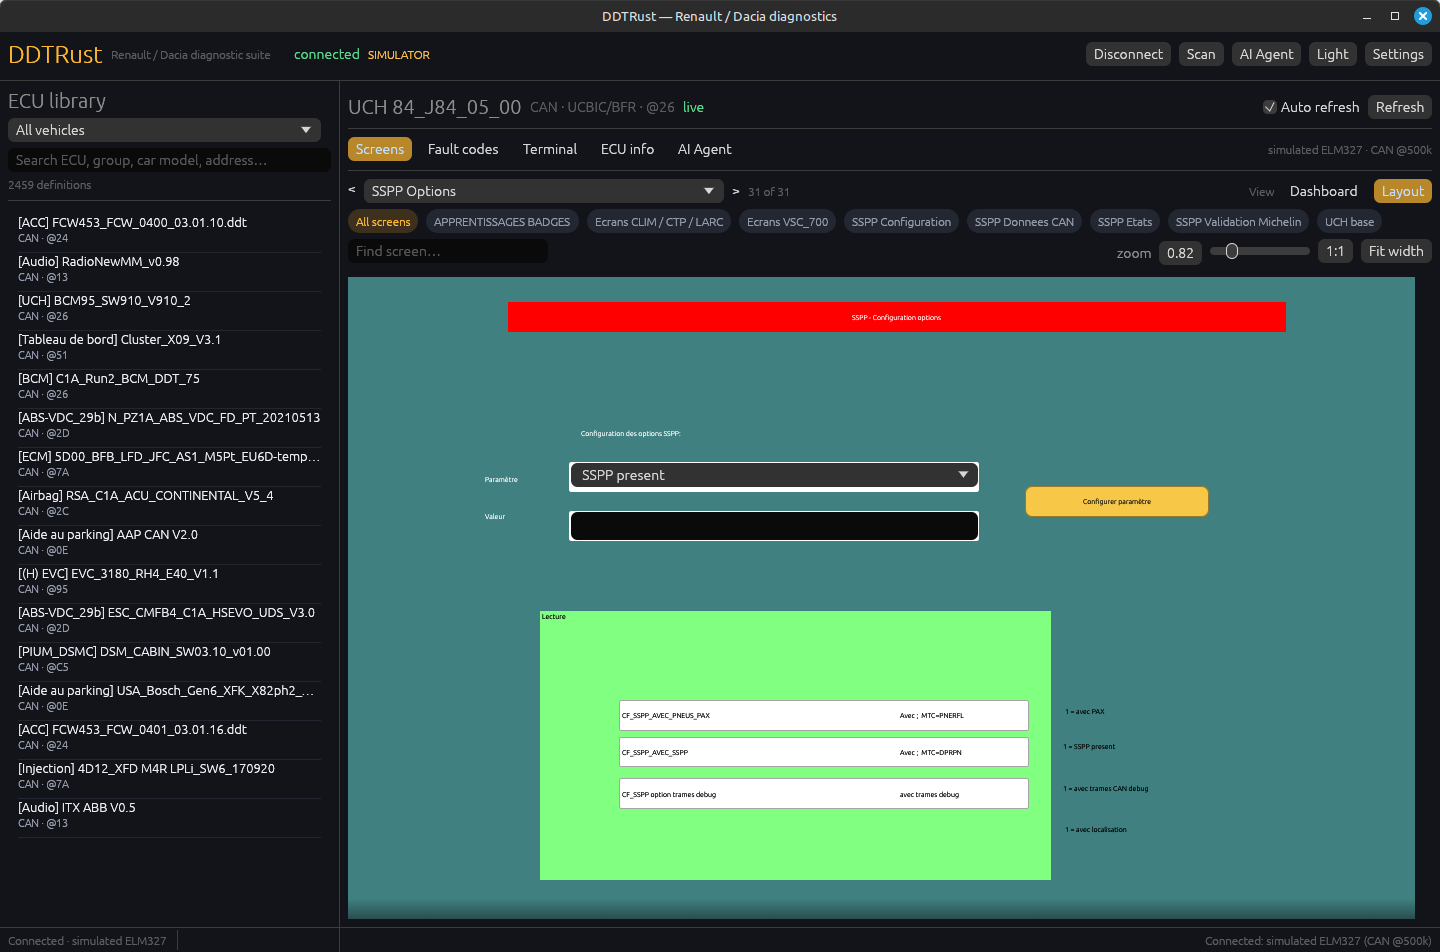 DDTRust — Renault / Dacia diagnostics
DDTRust Renault / Dacia diagnostic suite connected SIMULATOR Disconnect Scan AI Agent Light Settings
ECU library
All vehicles
Search ECU, group, car model, address...
2459 definitions
[ACC] FCW453_FCW_0400_03.01.10.ddt
CAN · @24
[Audio] RadioNewMM_v0.98
CAN · @13
[UCH] BCM95_SW910_V910_2
CAN · @26
[Tableau de bord] Cluster_X09_V3.1
CAN · @51
[BCM] C1A_Run2_BCM_DDT_75
CAN · @26
[ABS-VDC_29b] N_PZ1A_ABS_VDC_FD_PT_20210513
CAN · @2D
[ECM] 5D00_BFB_LFD_JFC_AS1_M5Pt_EU6D-temp...
CAN · @7A
[Airbag] RSA_C1A_ACU_CONTINENTAL_V5_4
CAN · @2C
[Aide au parking] AAP CAN V2.0
CAN · @0E
[(H) EVC] EVC_3180_RH4_E40_V1.1
CAN · @95
[ABS-VDC_29b] ESC_CMFB4_C1A_HSEVO_UDS_V3.0
CAN · @2D
[PIUM_DSMC] DSM_CABIN_SW03.10_v01.00
CAN · @C5
[Aide au parking] USA_Bosch_Gen6_XFK_X82ph2_...
CAN · @0E
[ACC] FCW453_FCW_0401_03.01.16.ddt
CAN · @24
[Injection] 4D12_XFD M4R LPLi_SW6_170920
CAN · @7A
[Audio] ITX ABB V0.5
CAN · @13
UCH 84_J84_05_00 CAN · UCBIC/BFR · @26 live Auto refresh Refresh
Screens Fault codes Terminal ECU info AI Agent simulated ELM327 · CAN @500k
< SSPP Options > 31 of 31 View Dashboard Layout
All screens APPRENTISSAGES BADGES Ecrans CLIM / CTP / LARC Ecrans VSC_700 SSPP Configuration SSPP Donnees CAN SSPP Etats SSPP Validation Michelin UCH base
Find screen... zoom 0.82 1:1 Fit width
SSPP - Configuration options
Configuration des options SSPP:
Paramètre SSPP present
Configurer paramètre
Valeur
Lecture
CF_SSPP_AVEC_PNEUS_PAX Avec ; MTC=PNERFL 1 = avec PAX
CF_SSPP_AVEC_SSPP Avec ; MTC=DPRPN 1 = SSPP present
CF_SSPP option trames debug avec trames debug 1 = avec trames CAN debug
1 = avec localisation
Connected · simulated ELM327 Connected: simulated ELM327 (CAN @500k)